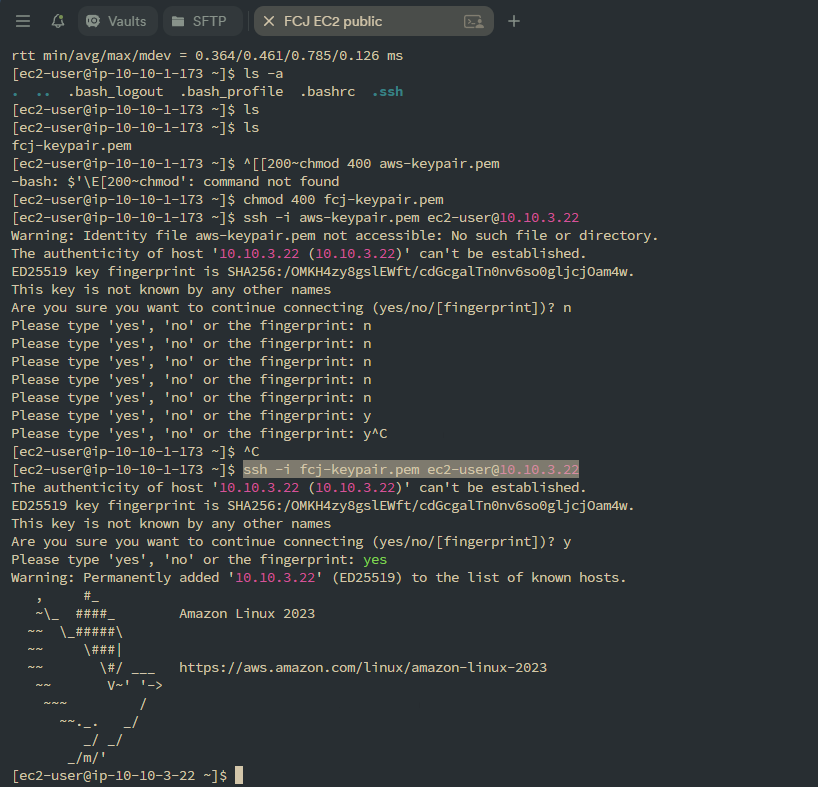 Vaults SFTP FCJ EC2 public
rtt min/avg/max/mdev = 0.364/0.461/0.785/0.126 ms
[ec2-user@ip-10-10-1-173 ~]$ ls -a
.  ..  .bash_logout  .bash_profile  .bashrc  .ssh
[ec2-user@ip-10-10-1-173 ~]$ ls
[ec2-user@ip-10-10-1-173 ~]$ ls
fcj-keypair.pem
[ec2-user@ip-10-10-1-173 ~]$ ^[[200~chmod 400 aws-keypair.pem
-bash: $'\E[200~chmod': command not found
[ec2-user@ip-10-10-1-173 ~]$ chmod 400 fcj-keypair.pem
[ec2-user@ip-10-10-1-173 ~]$ ssh -i aws-keypair.pem ec2-user@10.10.3.22
Warning: Identity file aws-keypair.pem not accessible: No such file or directory.
The authenticity of host '10.10.3.22 (10.10.3.22)' can't be established.
ED25519 key fingerprint is SHA256:/OMKH4zy8gslEWft/cdGcgalTn0nv6so0gljcjOam4w.
This key is not known by any other names
Are you sure you want to continue connecting (yes/no/[fingerprint])? n
Please type 'yes', 'no' or the fingerprint: n
Please type 'yes', 'no' or the fingerprint: n
Please type 'yes', 'no' or the fingerprint: n
Please type 'yes', 'no' or the fingerprint: n
Please type 'yes', 'no' or the fingerprint: n
Please type 'yes', 'no' or the fingerprint: y
Please type 'yes', 'no' or the fingerprint: y^C
[ec2-user@ip-10-10-1-173 ~]$ ^C
[ec2-user@ip-10-10-1-173 ~]$ ssh -i fcj-keypair.pem ec2-user@10.10.3.22
The authenticity of host '10.10.3.22 (10.10.3.22)' can't be established.
ED25519 key fingerprint is SHA256:/OMKH4zy8gslEWft/cdGcgalTn0nv6so0gljcjOam4w.
This key is not known by any other names
Are you sure you want to continue connecting (yes/no/[fingerprint])? y
Please type 'yes', 'no' or the fingerprint: yes
Warning: Permanently added '10.10.3.22' (ED25519) to the list of known hosts.
   ,     #_
   ~\_  ####_        Amazon Linux 2023
  ~~  \_#####\
  ~~     \###|
  ~~       \#/ ___   https://aws.amazon.com/linux/amazon-linux-2023
   ~~       V~' '->
    ~~~         /
      ~~._.   _/
         _/ _/
       _/m/'
[ec2-user@ip-10-10-3-22 ~]$